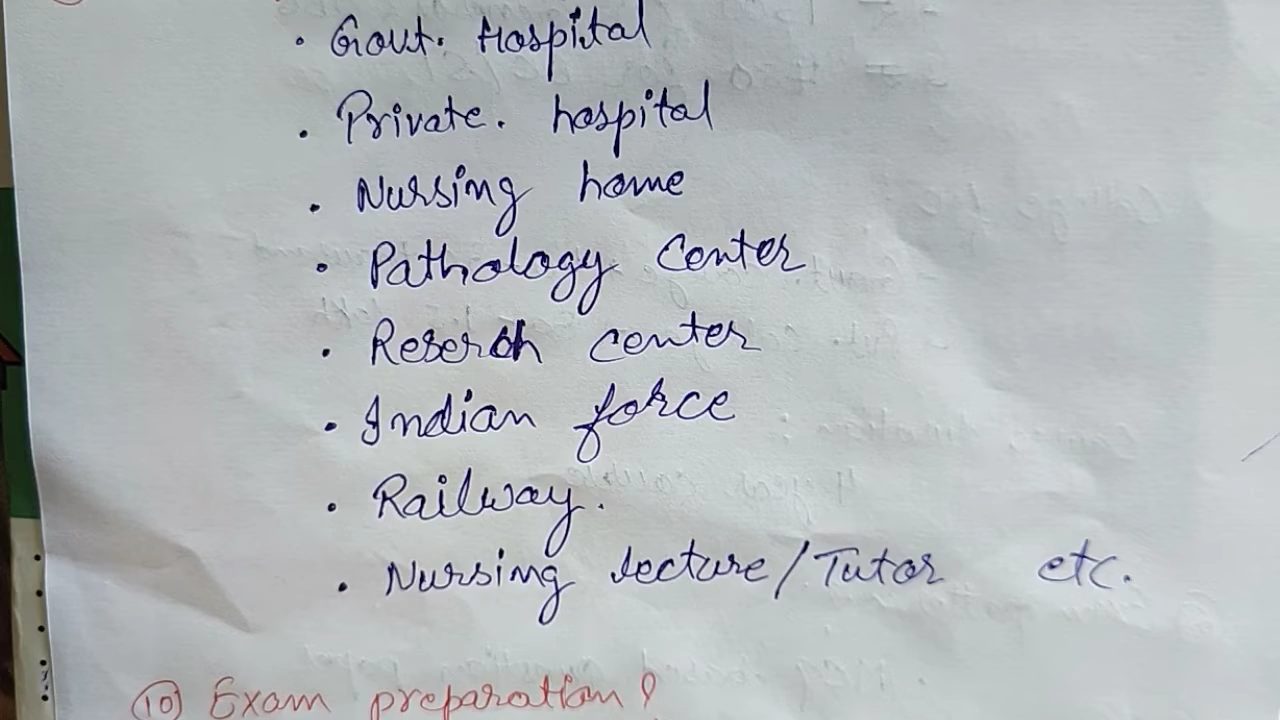 • Govt. Hospital
• Private. hospital
• Nursing home
• Pathology Center
• Reserch center
• Indian force
• Railway.
• Nursing lecture/Tutor etc.
(10) Exam preparation?